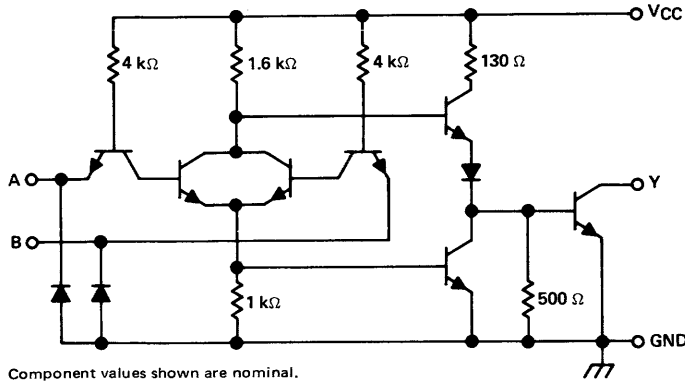 VCC
4 kΩ
1.6 kΩ
4 kΩ
130 Ω
A
Y
B
1 kΩ
500 Ω
GND
Component values shown are nominal.